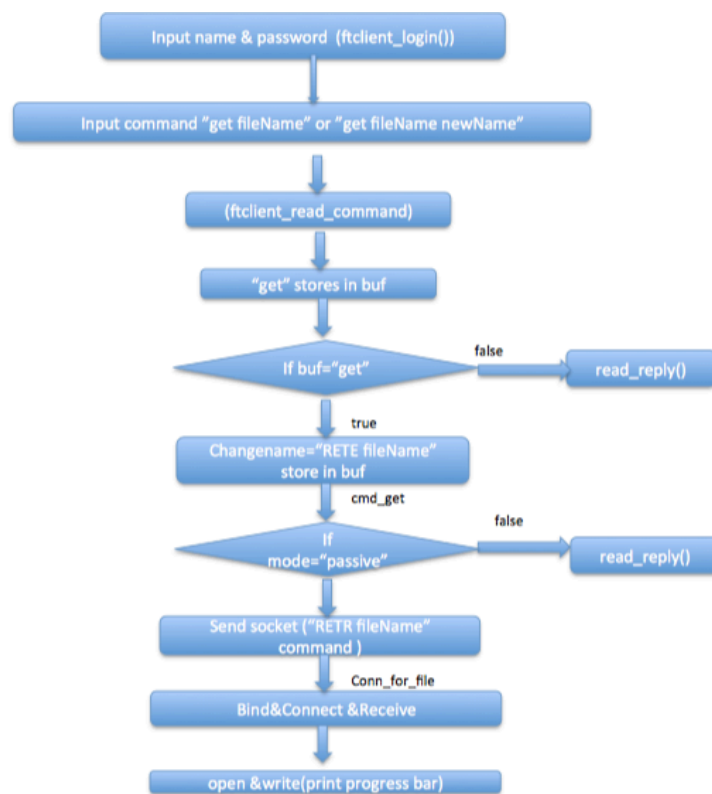 Input name & password  (ftclient_login())
Input command ”get fileName” or ”get fileName newName”
(ftclient_read_command)
“get” stores in buf
If buf=“get”
false
read_reply()
true
Changename=“RETE fileName”
store in buf
cmd_get
If
mode=“passive”
false
read_reply()
Send socket (“RETR fileName”
command )
Conn_for_file
Bind&Connect &Receive
open &write(print progress bar)